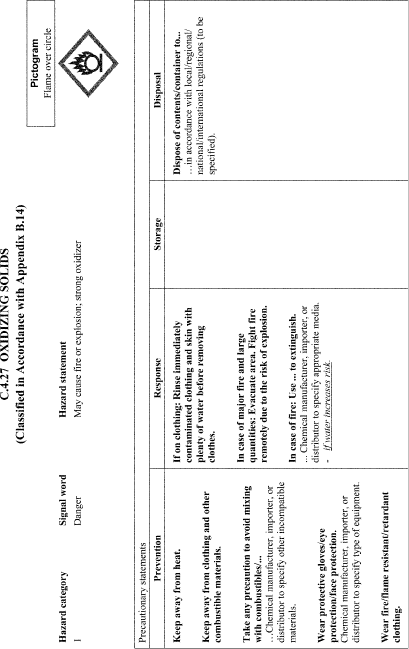 C.4.27 OXIDIZING SOLIDS
(Classified in Accordance with Appendix B.14)
Pictogram
Flame over circle
Hazard category
Signal word
Hazard statement
1
Danger
May cause fire or explosion; strong oxidizer
Precautionary statements
Prevention
Response
Storage
Disposal
Keep away from heat.
Keep away from clothing and other
combustible materials.
Take any precaution to avoid mixing
with combustibles/...
…Chemical manufacturer, importer, or
distributor to specify other incompatible
materials.
Wear protective gloves/eye
protection/face protection.
Chemical manufacturer, importer, or
distributor to specify type of equipment.
Wear fire/flame resistant/retardant
clothing.
If on clothing: Rinse immediately
contaminated clothing and skin with
plenty of water before removing
clothes.
In case of major fire and large
quantities: Evacuate area. Fight fire
remotely due to the risk of explosion.
In case of fire: Use ... to extinguish.
... Chemical manufacturer, importer, or
distributor to specify appropriate media.
- if water increases risk.
Dispose of contents/container to...
…in accordance with local/regional/
national/international regulations (to be
specified).